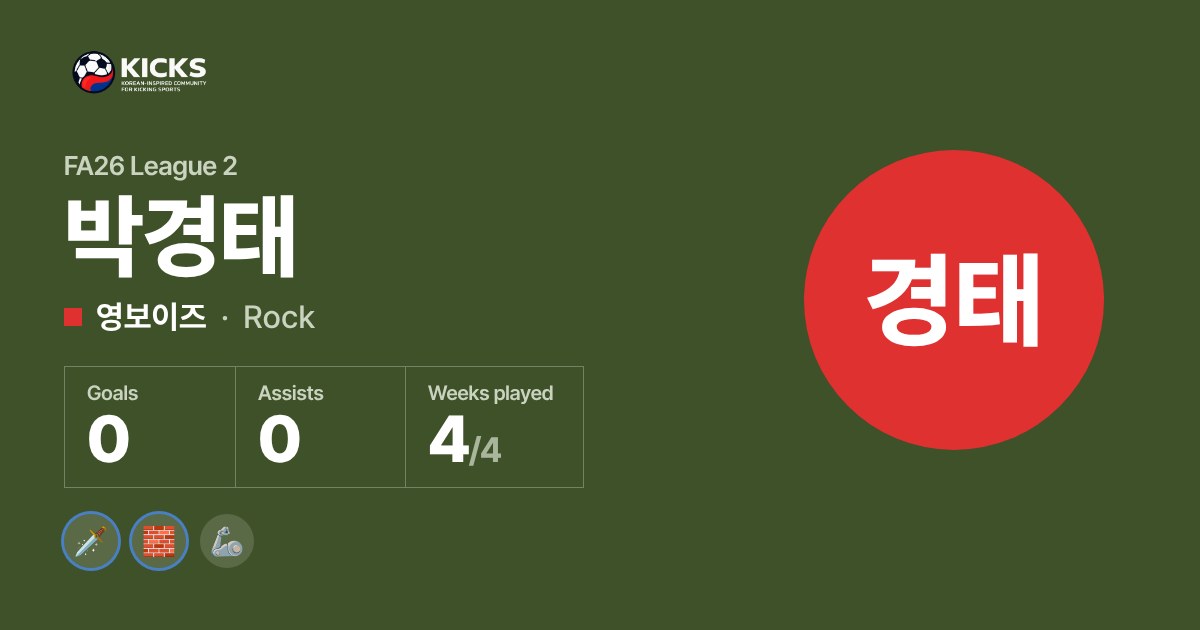 KICKS
KOREAN-INSPIRED COMMUNITY
FOR KICKING SPORTS
FA26 League 2
박경태
영보이즈 · Rock
Goals
0
Assists
0
Weeks played
4/4
경태